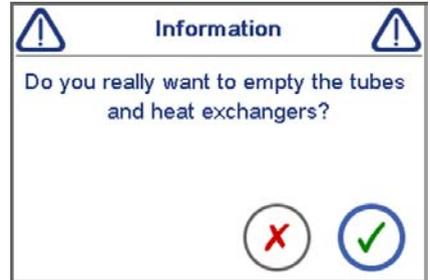 Information
Do you really want to empty the tubes
and heat exchangers?